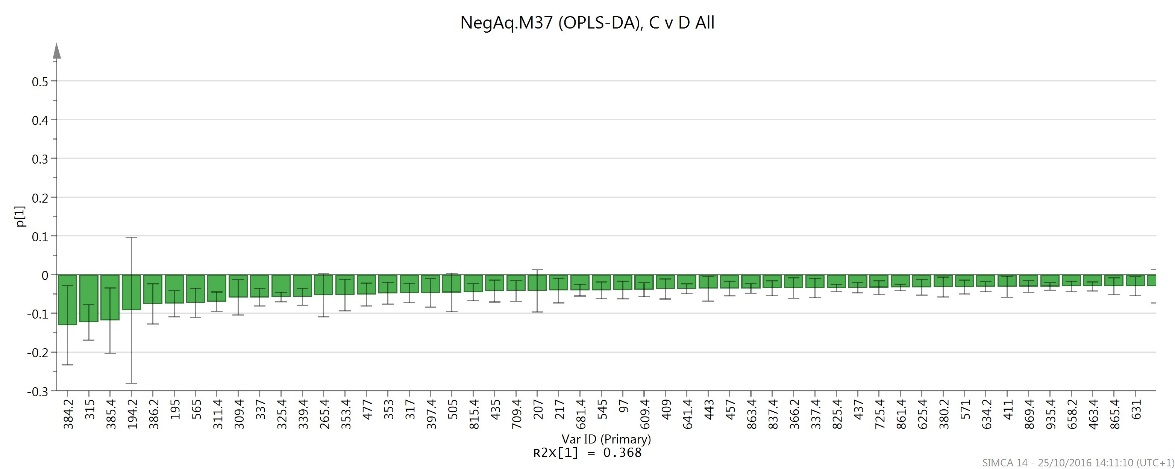 NegAq.M37 (OPLS-DA), C v D All
0.5
0.4
0.3
0.2
0.1
0
-0.1
-0.2
-0.3
p[1]
384.2 315 385.4 194.2 386.2 195 565 311.4 309.4 337 325.4 339.4 265.4 353.4 477 353 317 397.4 505 815.4 435 709.4 207 217 681.4 545 97 609.4 409 641.4 443 457 863.4 837.4 366.2 337.4 825.4 437 725.4 861.4 625.4 380.2 571 634.2 411 869.4 935.4 658.2 463.4 865.4 631
Var ID (Primary)
R2X[1] = 0.368
SIMCA 14 - 25/10/2016 14:11:10 (UTC+1)